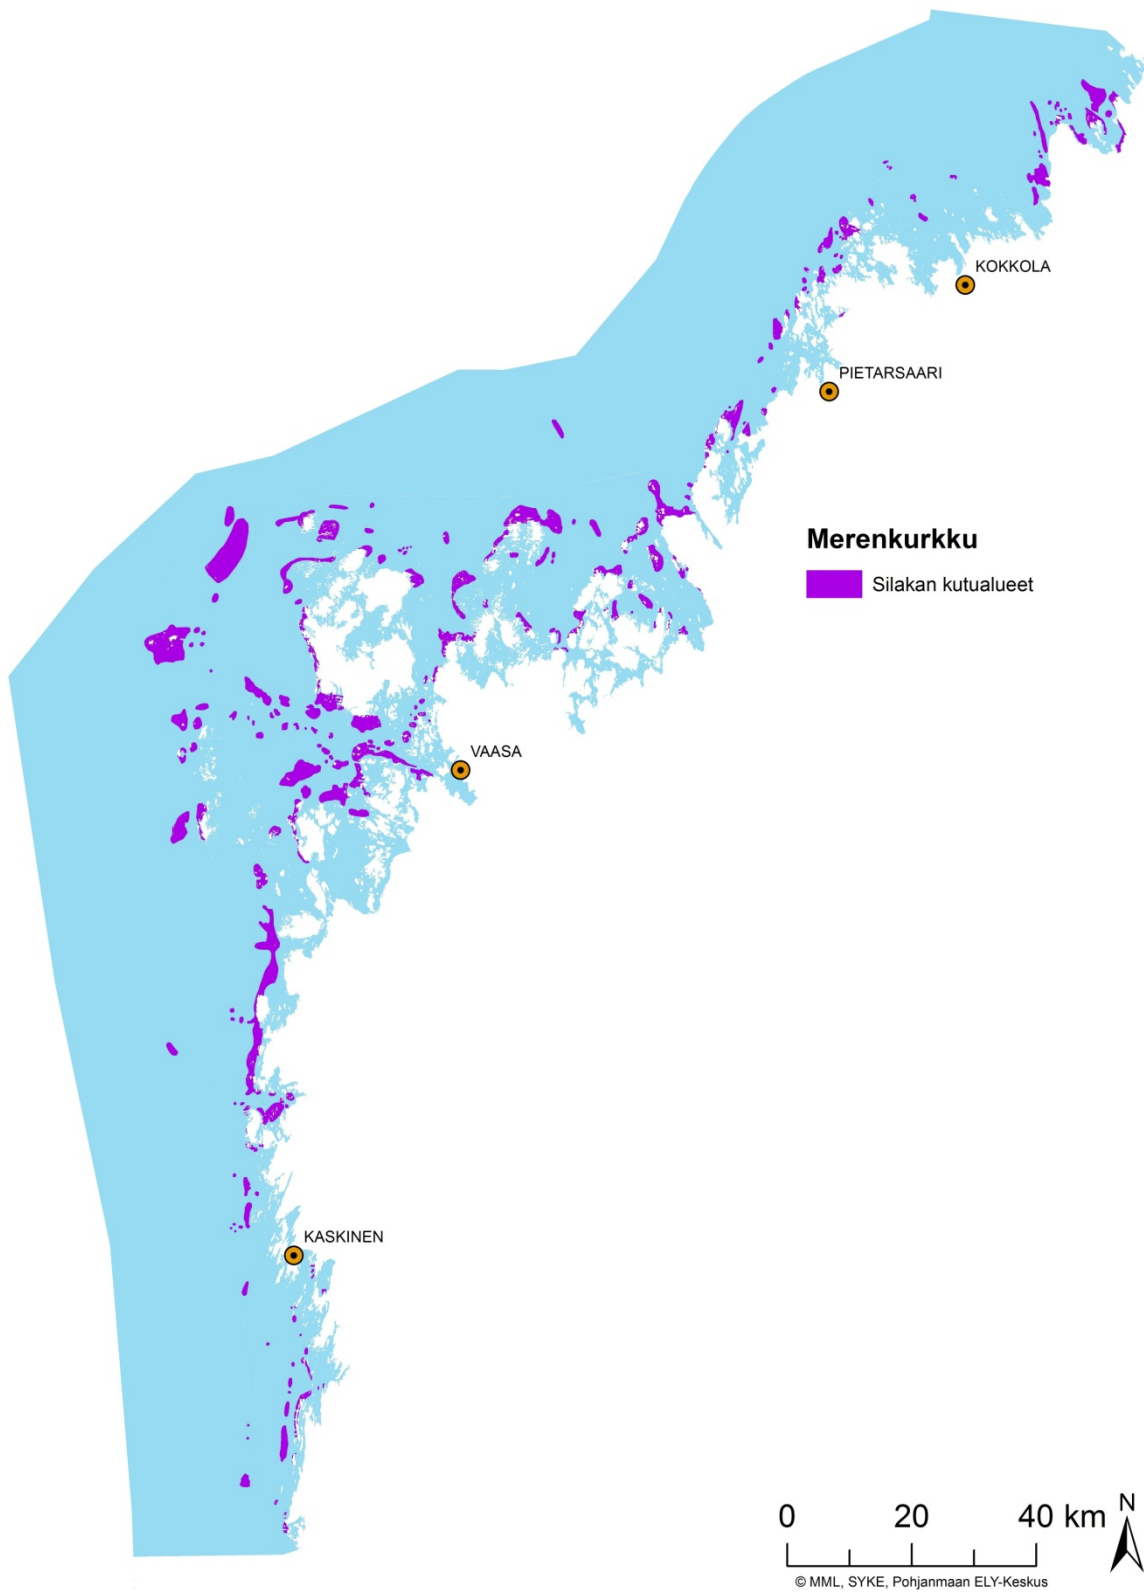 KOKKOLA
PIETARSAARI
Merenkurkku
Silakan kutualueet
VAASA
KASKINEN
0 20 40 km
N
© MML, SYKE, Pohjanmaan ELY-Keskus